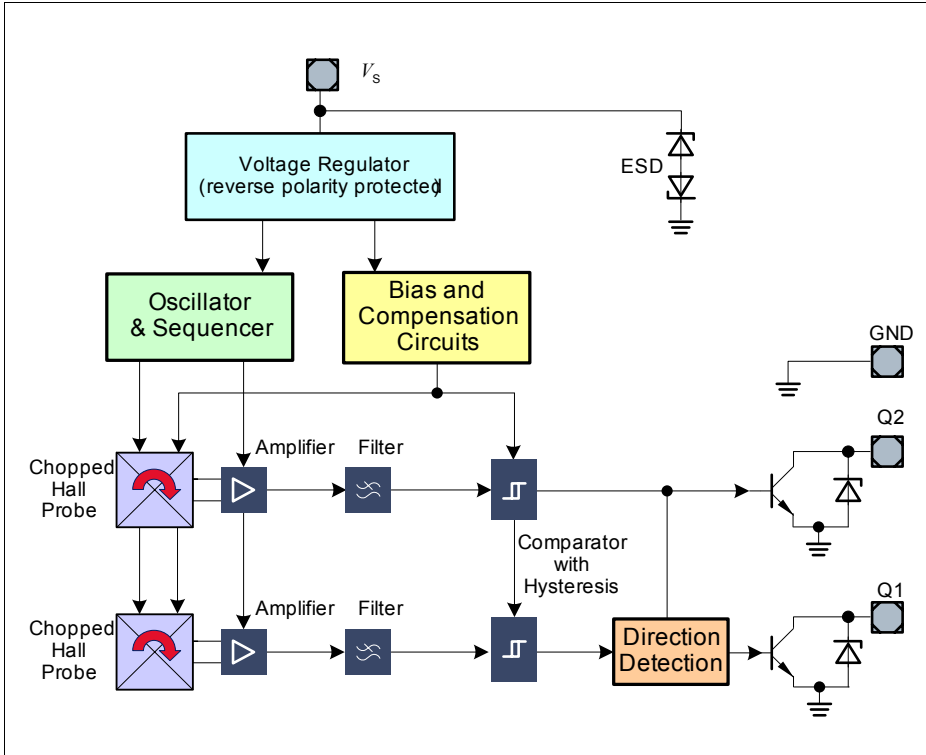 VS
Voltage Regulator
(reverse polarity protected)
ESD
Oscillator
& Sequencer
Bias and
Compensation
Circuits
GND
Q2
Amplifier
Filter
Chopped
Hall
Probe
Comparator
with
Hysteresis
Q1
Amplifier
Filter
Chopped
Hall
Probe
Direction
Detection